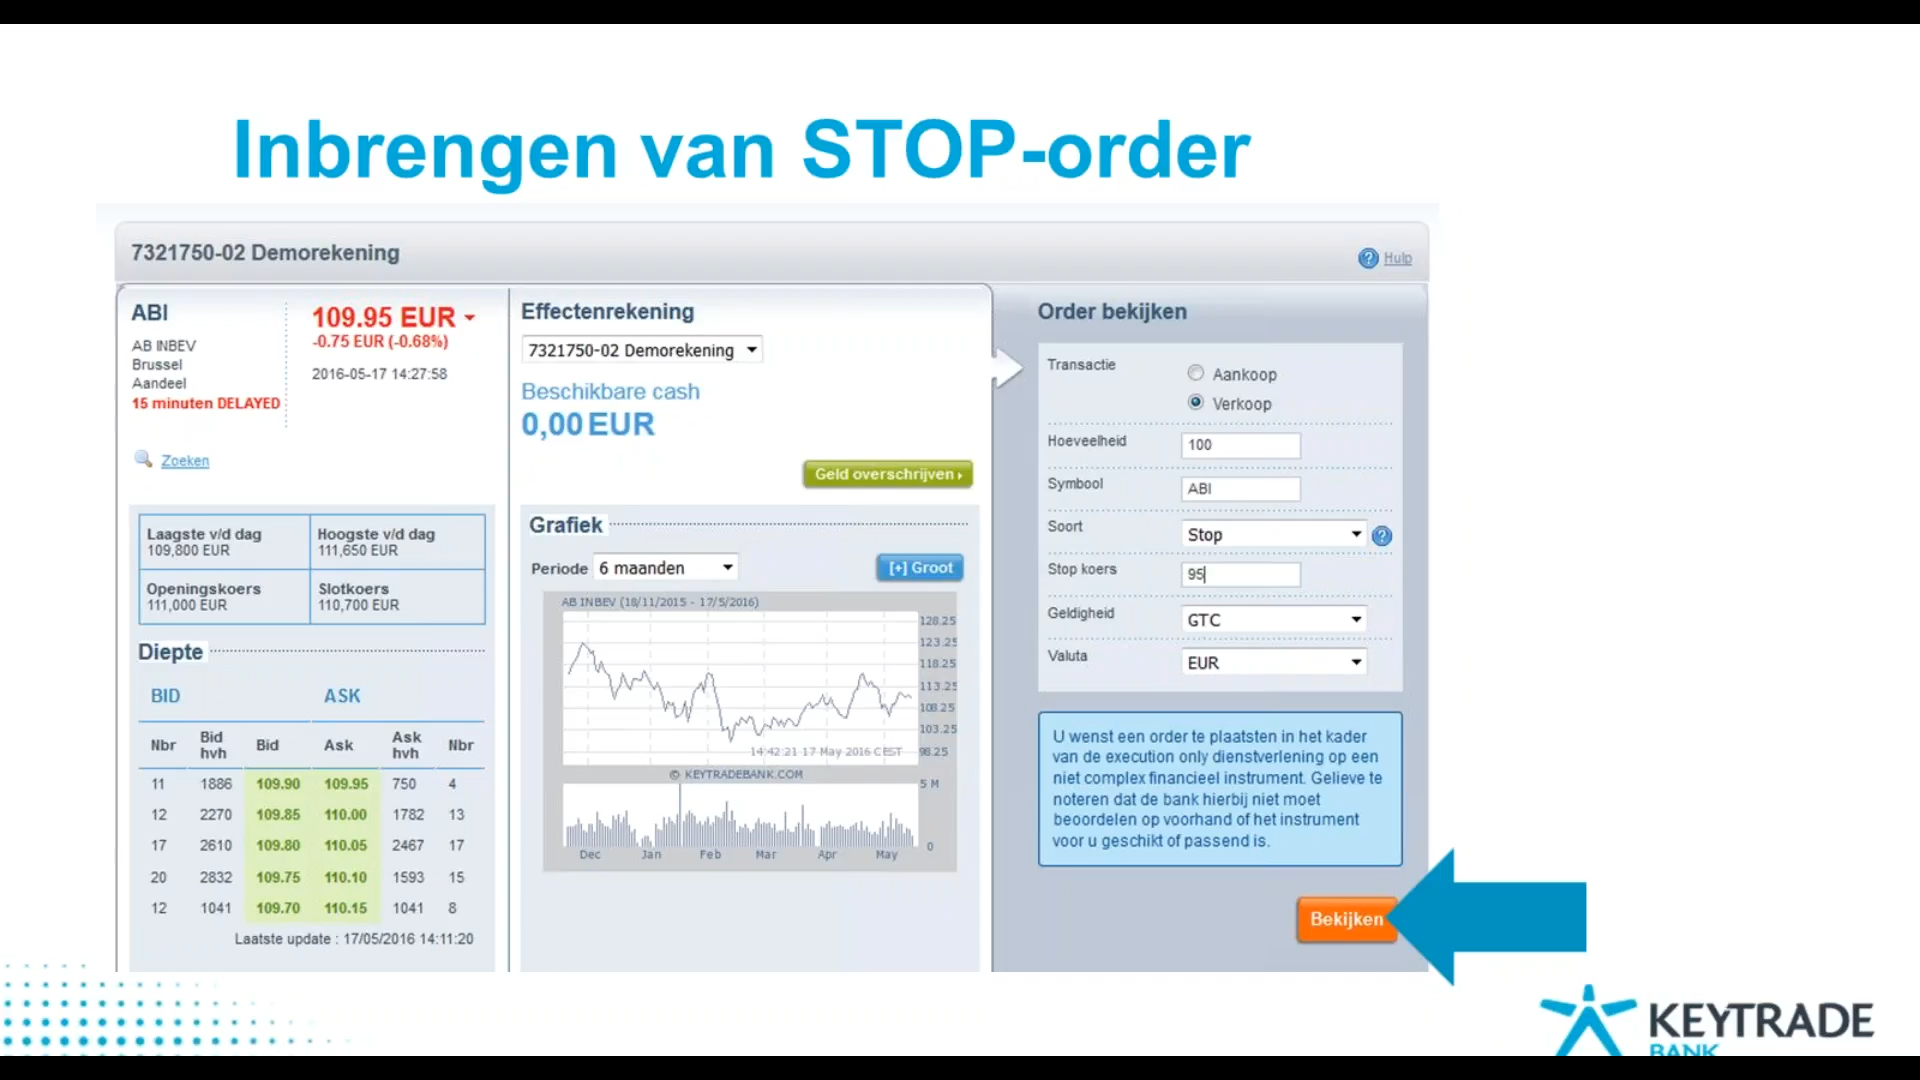 Inbrengen van STOP-order
7321750-02 Demorekening
Hulp
ABI
109.95 EUR
-0.75 EUR (-0.68%)
AB INBEV
Brussel
Aandeel
2016-05-17 14:27:58
15 minuten DELAYED
Zoeken
Laagste v/d dag Hoogste v/d dag
109,800 EUR 111,650 EUR
Openingskoers Slotkoers
111,000 EUR 110,700 EUR
Diepte
BID ASK
Nbr Bid hvh Bid Ask Ask hvh Nbr
11 1886 109.90 109.95 750 4
12 2270 109.85 110.00 1782 13
17 2610 109.80 110.05 2467 17
20 2832 109.75 110.10 1593 15
12 1041 109.70 110.15 1041 8
Laatste update : 17/05/2016 14:11:20
Effectenrekening
7321750-02 Demorekening
Beschikbare cash
0,00 EUR
Geld overschrijven
Grafiek
Periode 6 maanden [+] Groot
AB INBEV (18/11/2015 - 17/5/2016)
128.25
123.25
118.25
113.25
108.25
103.25
98.25
14:42:21 17 May 2016 CEST
© KEYTRADEBANK.COM
5 M
0
Dec Jan Feb Mar Apr May
Order bekijken
Transactie
Aankoop
Verkoop
Hoeveelheid 100
Symbool ABI
Soort Stop
Stop koers 95
Geldigheid GTC
Valuta EUR
U wenst een order te plaatsten in het kader
van de execution only dienstverlening op een
niet complex financieel instrument. Gelieve te
noteren dat de bank hierbij niet moet
beoordelen op voorhand of het instrument
voor u geschikt of passend is.
Bekijken
KEYTRADE
BANK